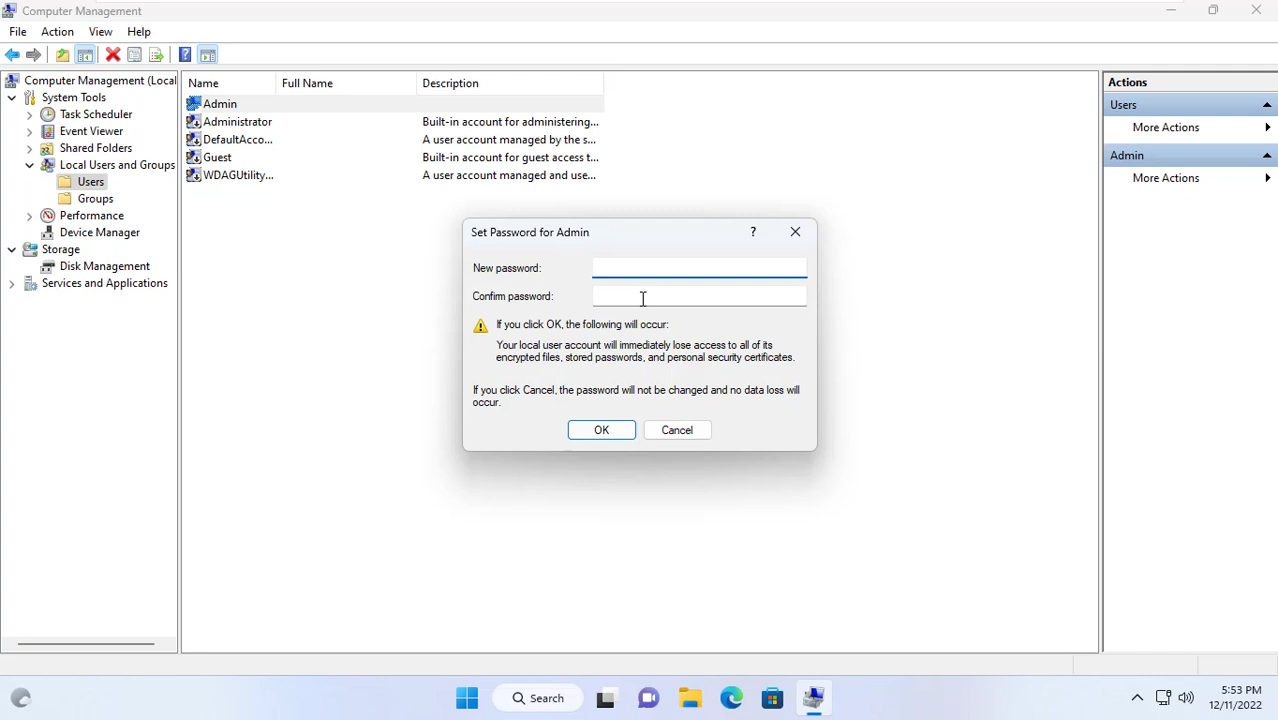 Computer Management
File Action View Help
Computer Management (Local
System Tools
Task Scheduler
Event Viewer
Shared Folders
Local Users and Groups
Users
Groups
Performance
Device Manager
Storage
Disk Management
Services and Applications
Name Full Name Description
Admin
Administrator Built-in account for administering...
DefaultAcco... A user account managed by the s...
Guest Built-in account for guest access t...
WDAGUtility... A user account managed and use...
Actions
Users
More Actions
Admin
More Actions
Set Password for Admin
New password:
Confirm password:
If you click OK, the following will occur:
Your local user account will immediately lose access to all of its
encrypted files, stored passwords, and personal security certificates.
If you click Cancel, the password will not be changed and no data loss will
occur.
OK Cancel
Search
5:53 PM
12/11/2022